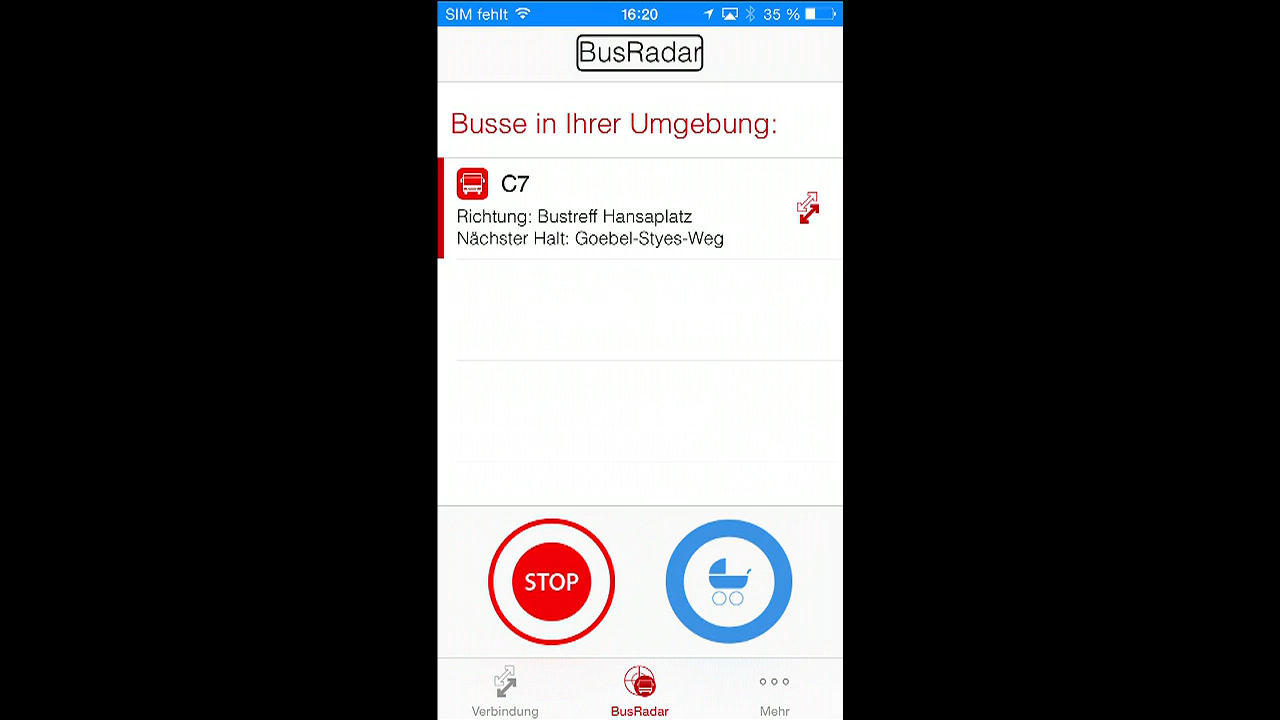 SIM fehlt 16:20 35 %
BusRadar
Busse in Ihrer Umgebung:
C7
Richtung: Bustreff Hansaplatz
Nächster Halt: Goebel-Styes-Weg
STOP
Verbindung BusRadar Mehr